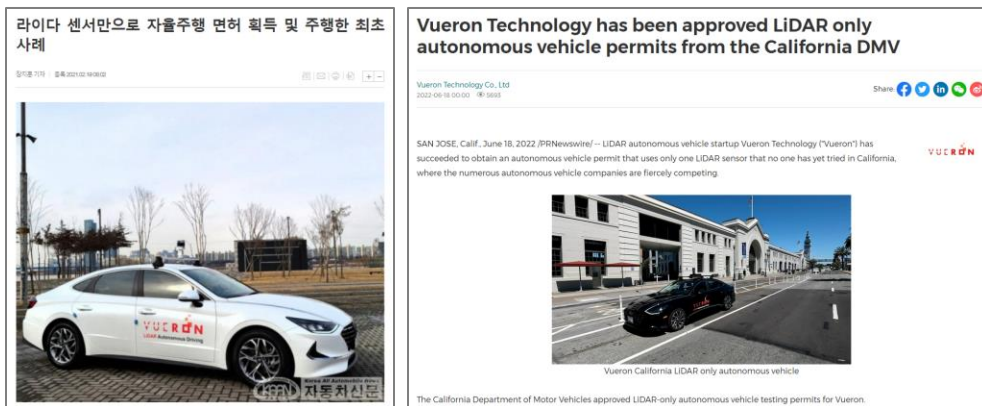 라이다 센서만으로 자율주행 면허 획득 및 주행한 최초
사례
2021.02.19
VUERON
LiDAR Autonomous Driving
자동차신문
Vueron Technology has been approved LiDAR only
autonomous vehicle permits from the California DMV
Vueron Technology Co., Ltd
2022-06-18 00:00 5693
Share:
SAN JOSE, Calif., June 18, 2022 /PRNewswire/ -- LiDAR autonomous vehicle startup Vueron Technology ("Vueron") has
succeeded to obtain an autonomous vehicle permit that uses only one LiDAR sensor that no one has yet tried in California,
where the numerous autonomous vehicle companies are fiercely competing.
VUERON
Vueron California LiDAR only autonomous vehicle
The California Department of Motor Vehicles approved LiDAR-only autonomous vehicle testing permits for Vueron.